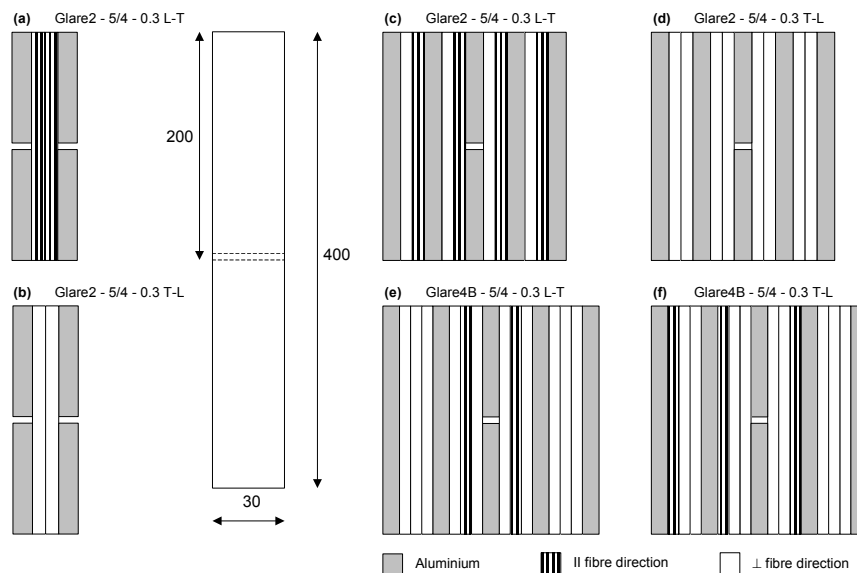 (a) Glare2 - 5/4 - 0.3 L-T
(c) Glare2 - 5/4 - 0.3 L-T
(d) Glare2 - 5/4 - 0.3 T-L
200
400
(b) Glare2 - 5/4 - 0.3 T-L
(e) Glare4B - 5/4 - 0.3 L-T
(f) Glare4B - 5/4 - 0.3 T-L
30
Aluminium
II fibre direction
⊥ fibre direction